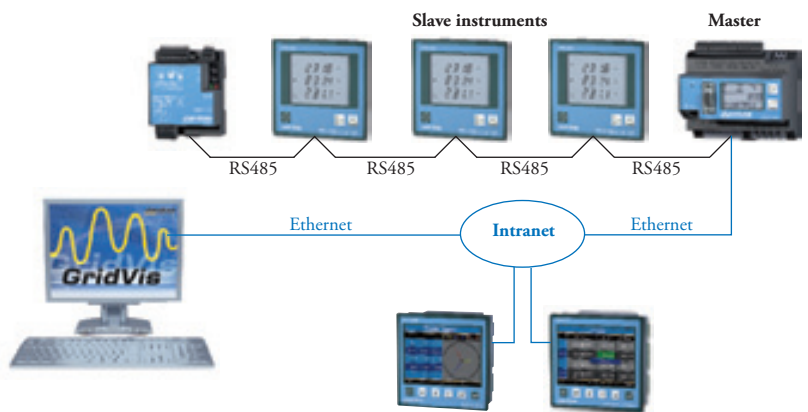 Slave instruments
Master
RS485
RS485
RS485
RS485
Ethernet
Intranet
Ethernet
GridVis